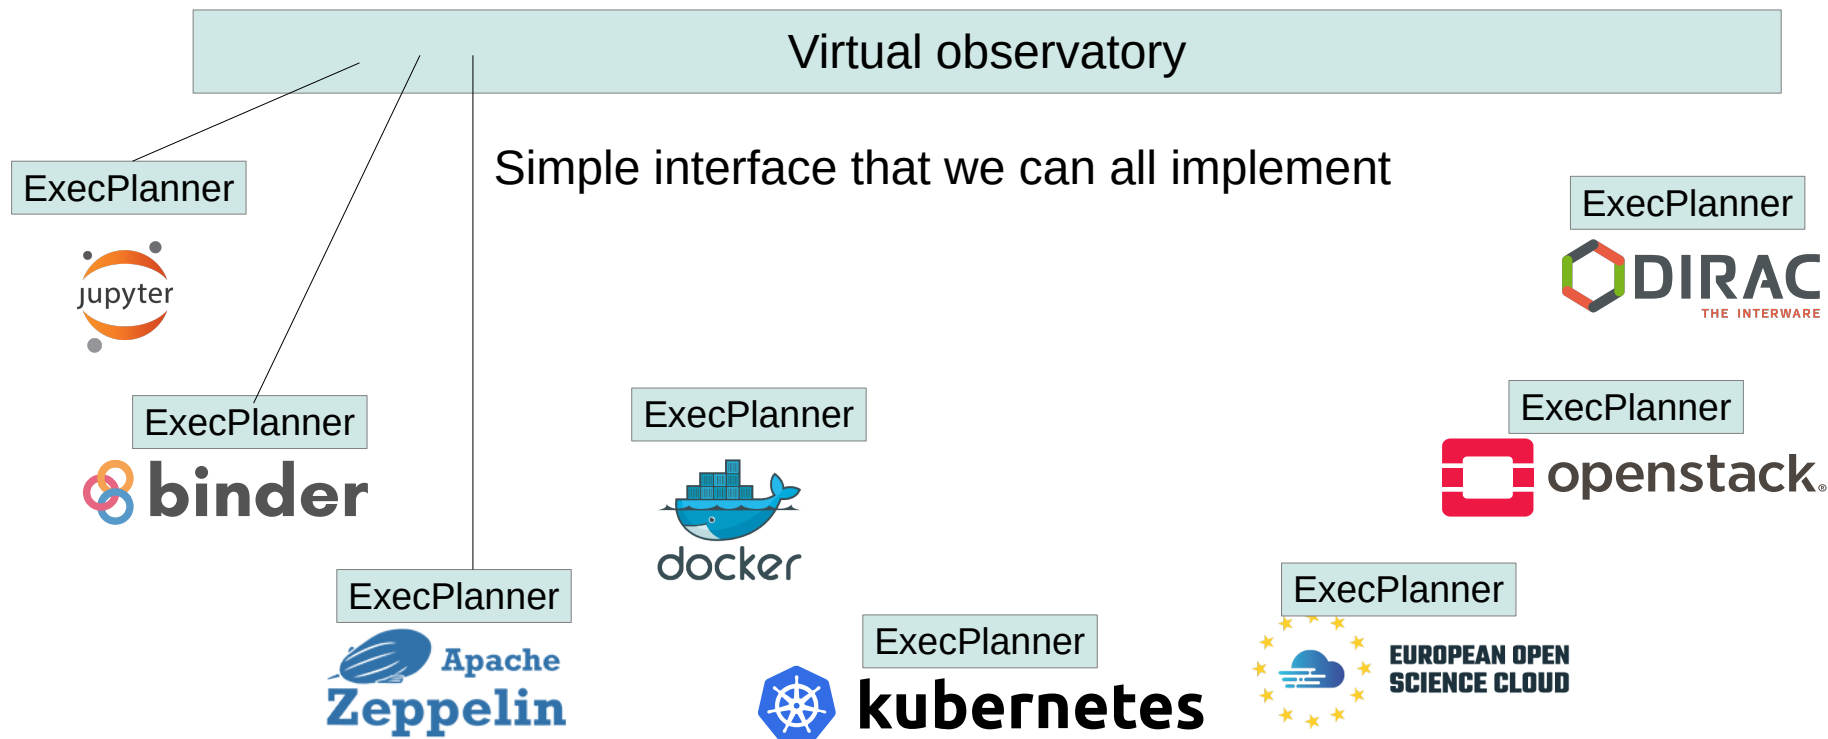 Virtual observatory
Simple interface that we can all implement
ExecPlanner
jupyter
ExecPlanner
DIRAC
THE INTERWARE
ExecPlanner
binder
ExecPlanner
docker
ExecPlanner
openstack®
ExecPlanner
Apache
Zeppelin
ExecPlanner
kubernetes
ExecPlanner
EUROPEAN OPEN
SCIENCE CLOUD